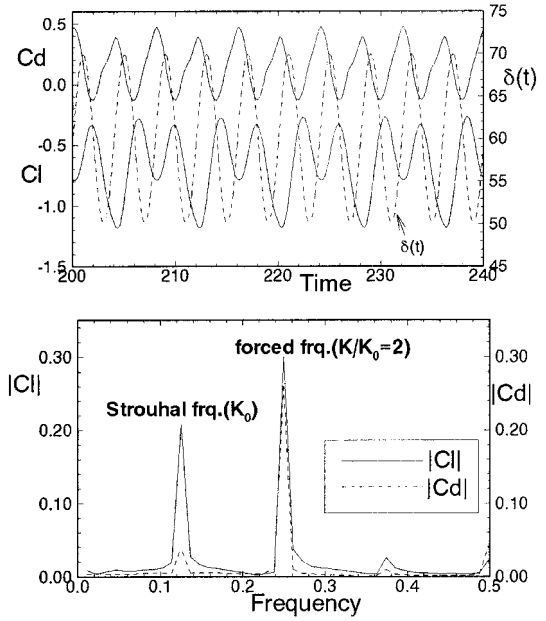 0.5
Cd
0.0
-0.5
Cl
-1.0
-1.5
75
70
δ(t)
65
60
55
50
45
δ(t)
200
210
220
230
240
Time
0.30
|Cl|
0.20
0.10
0.00
forced frq.(K/K₀=2)
Strouhal frq.(K₀)
|Cl|
|Cd|
0.30
|Cd|
0.20
0.10
0.00
0.0
0.1
0.2
0.3
0.4
0.5
Frequency